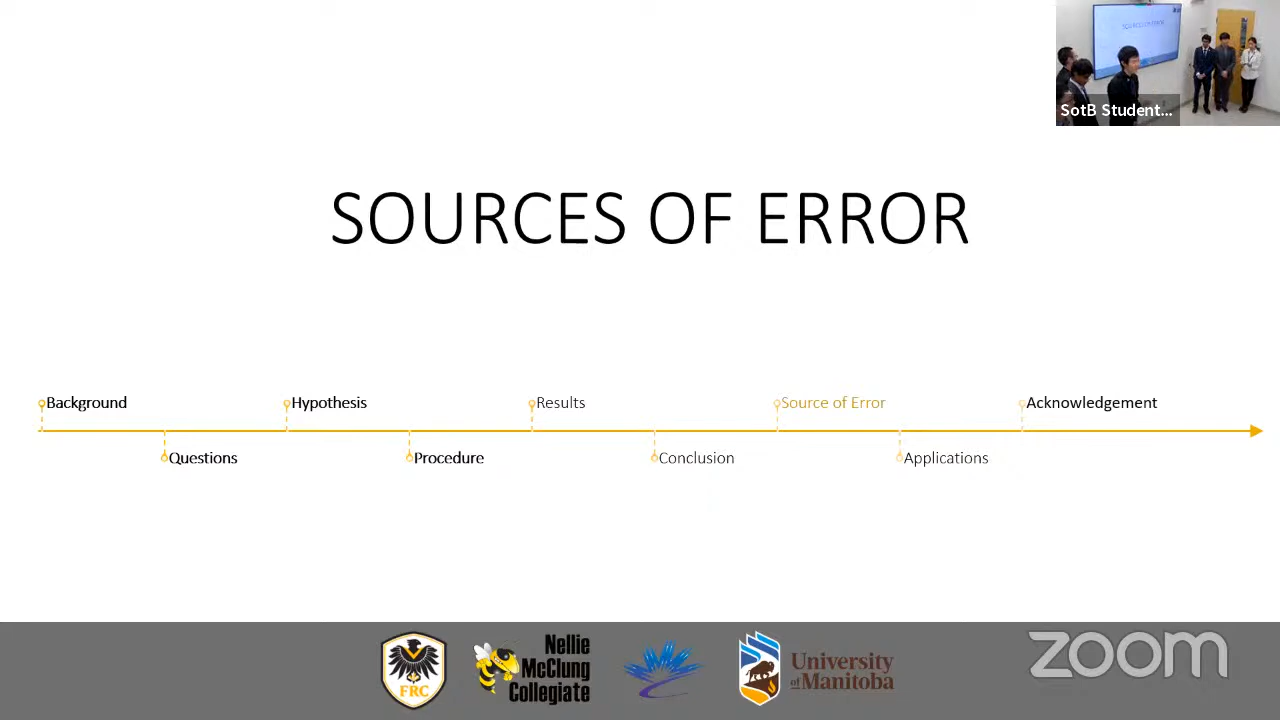 SotB Student...
SOURCES OF ERROR
Background
Hypothesis
Results
Source of Error
Acknowledgement
Questions
Procedure
Conclusion
Applications
FRC
Nellie
McClung
Collegiate
University
of Manitoba
zoom